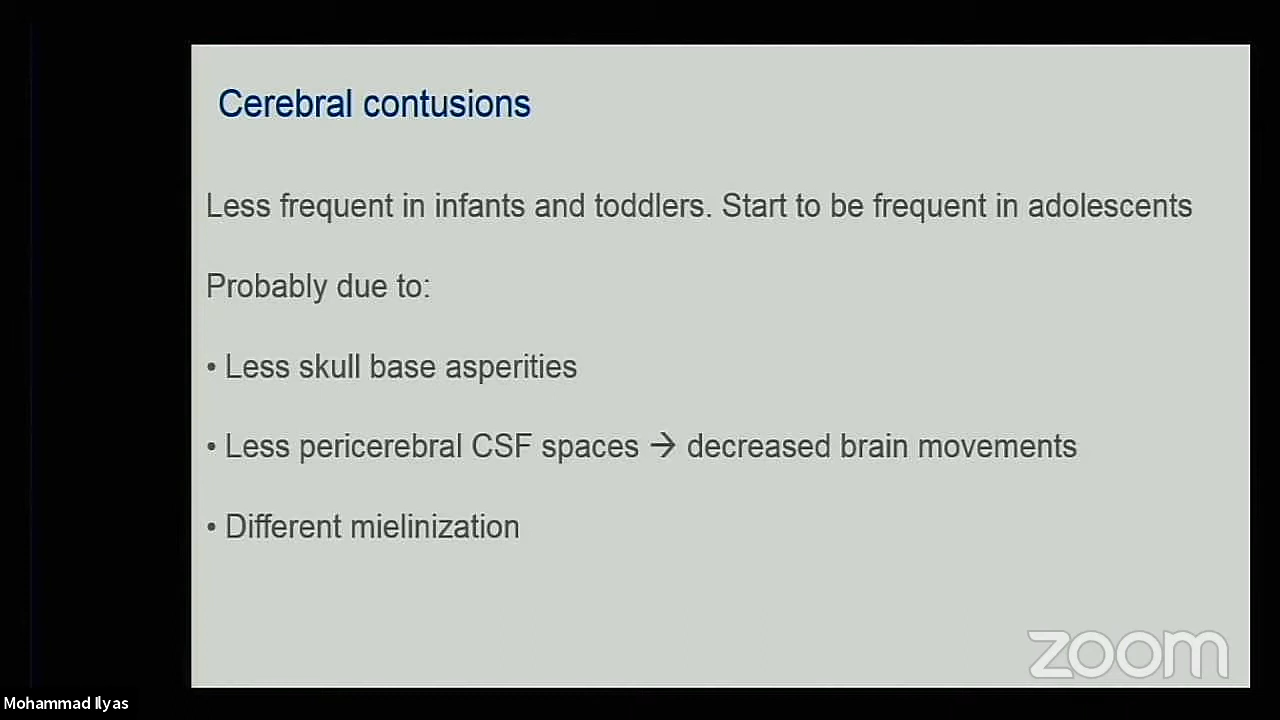 Cerebral contusions
Less frequent in infants and toddlers. Start to be frequent in adolescents
Probably due to:
• Less skull base asperities
• Less pericerebral CSF spaces → decreased brain movements
• Different mielinization
zoom
Mohammad Ilyas